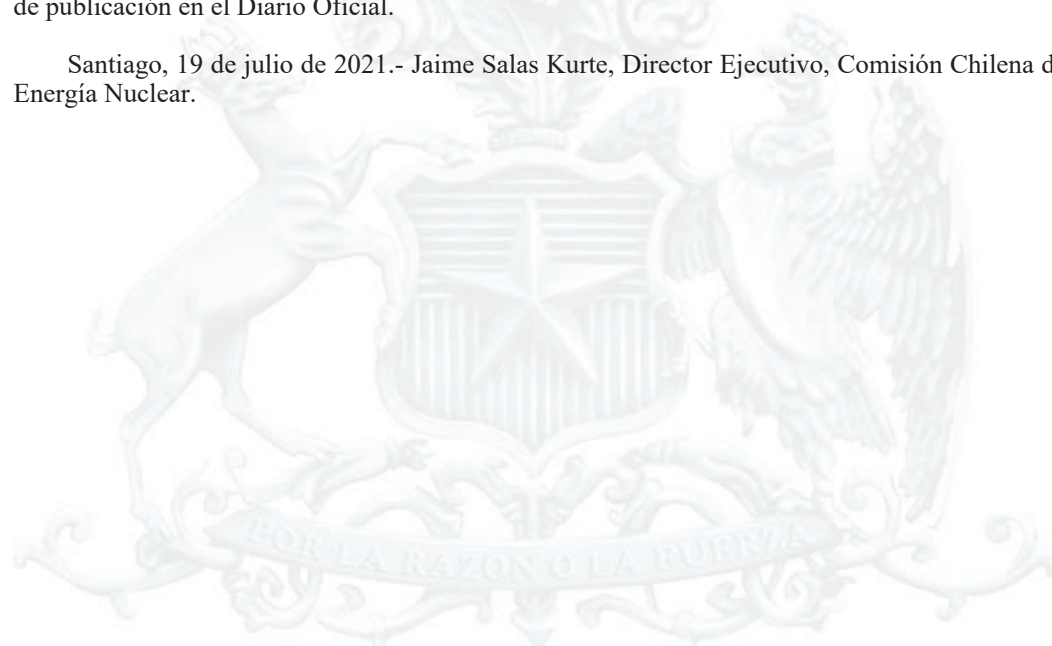 de publicación en el Diario Oficial.
Santiago, 19 de julio de 2021.- Jaime Salas Kurte, Director Ejecutivo, Comisión Chilena d
Energía Nuclear.
POR LA RAZON O LA FUERZA